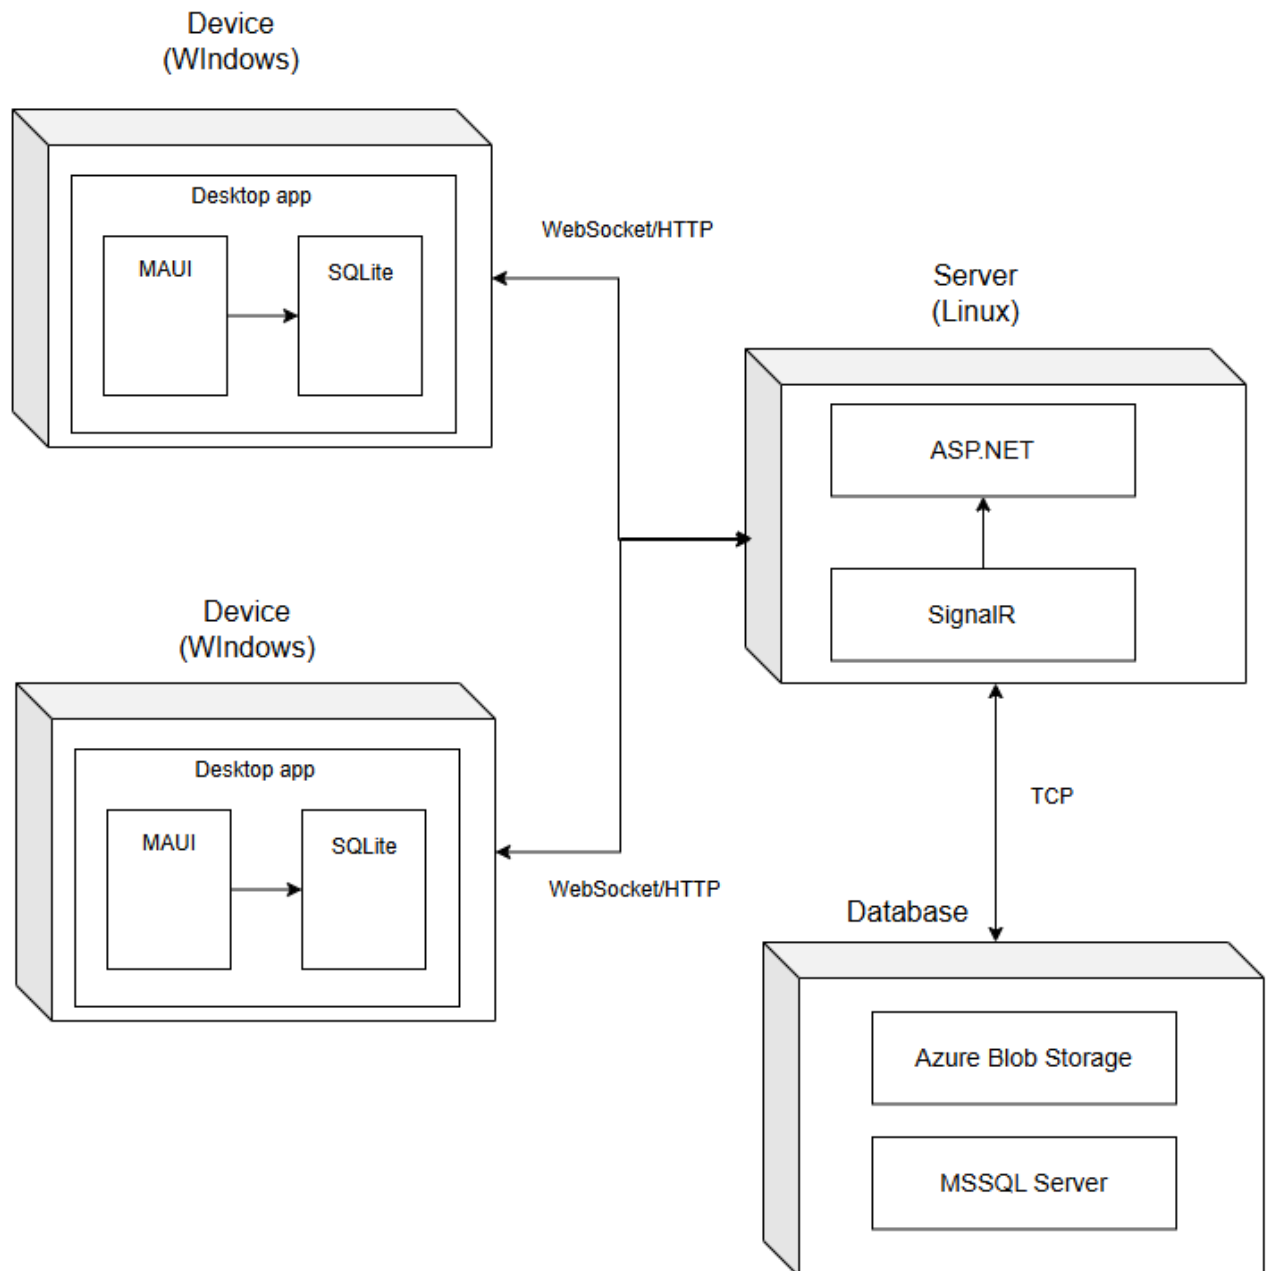 Device
(WIndows)
Desktop app
MAUI
SQLite
WebSocket/HTTP
Server
(Linux)
ASP.NET
SignalR
Device
(WIndows)
Desktop app
MAUI
SQLite
WebSocket/HTTP
TCP
Database
Azure Blob Storage
MSSQL Server